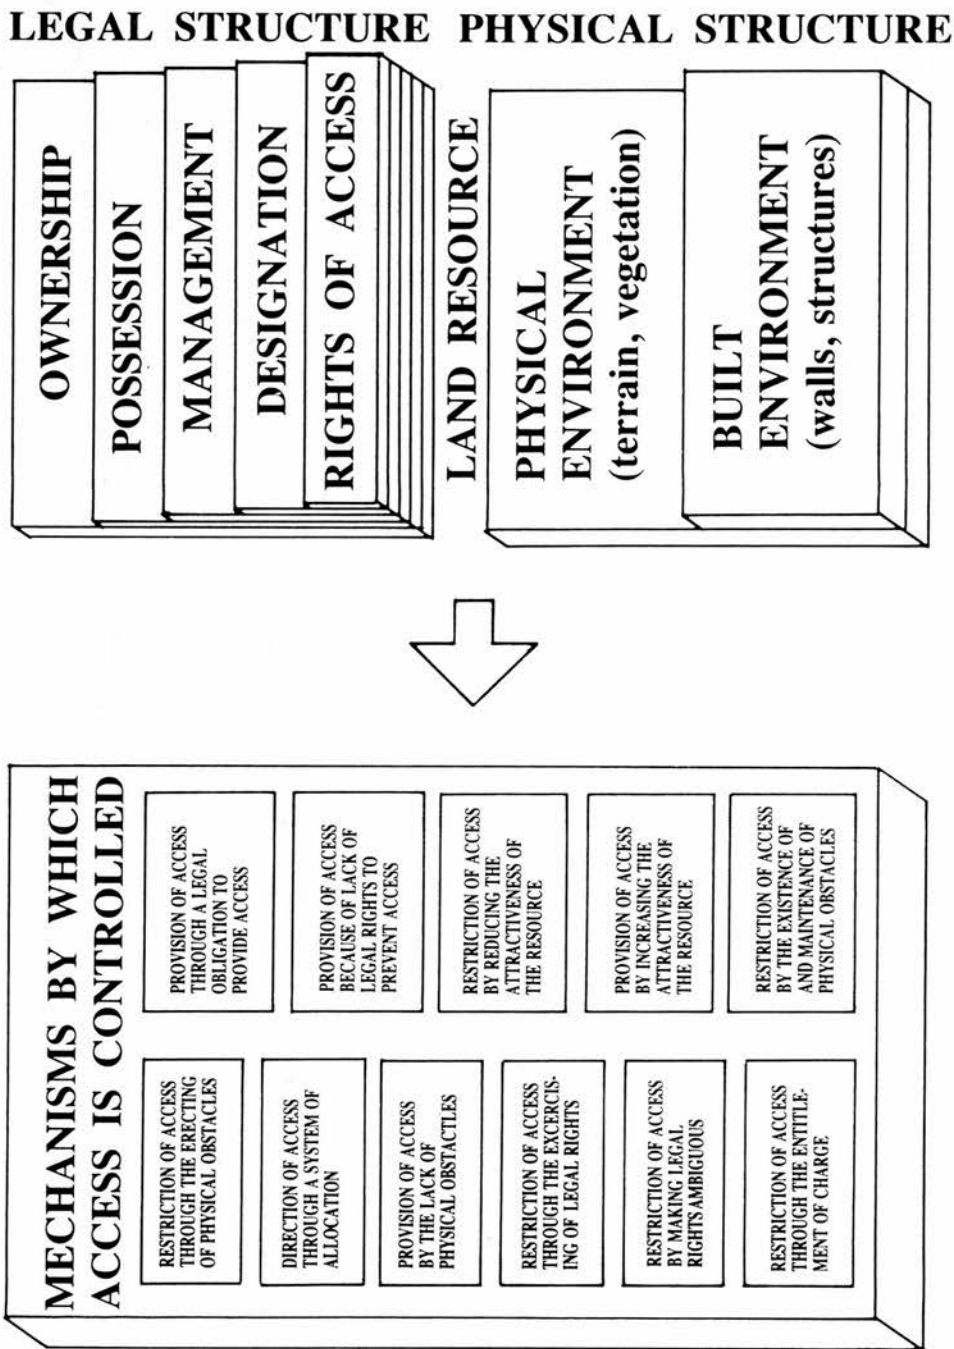 LEGAL STRUCTURE
OWNERSHIP
POSSESSION
MANAGEMENT
DESIGNATION
RIGHTS OF ACCESS
LAND RESOURCE
PHYSICAL STRUCTURE
PHYSICAL
ENVIRONMENT
(terrain, vegetation)
BUILT
ENVIRONMENT
(walls, structures)
MECHANISMS BY WHICH
ACCESS IS CONTROLLED
RESTRICTION OF ACCESS
THROUGH THE ERECTING
OF PHYSICAL OBSTACLES
DIRECTION OF ACCESS
THROUGH A SYSTEM OF
ALLOCATION
PROVISION OF ACCESS
BY THE LACK OF
PHYSICAL OBSTACTLES
RESTRICTION OF ACCESS
THROUGH THE EXCERCIS-
ING OF LEGAL RIGHTS
RESTRICTION OF ACCESS
BY MAKING LEGAL
RIGHTS AMBIGUOUS
RESTRICTION OF ACCESS
THROUGH THE ENTITLE-
MENT OF CHARGE
PROVISION OF ACCESS
THROUGH A LEGAL
OBLIGATION TO
PROVIDE ACCESS
PROVISION OF ACCESS
BECAUSE OF LACK OF
LEGAL RIGHTS TO
PREVENT ACCESS
RESTRICTION OF ACCESS
BY REDUCING THE
ATTRACTIVENESS OF
THE RESOURCE
PROVISION OF ACCESS
BY INCREASING THE
ATTRACTIVENESS OF
THE RESOURCE
RESTRICTION OF ACCESS
BY THE EXISTENCE OF
AND MAINTENANCE OF
PHYSICAL OBSTACLES